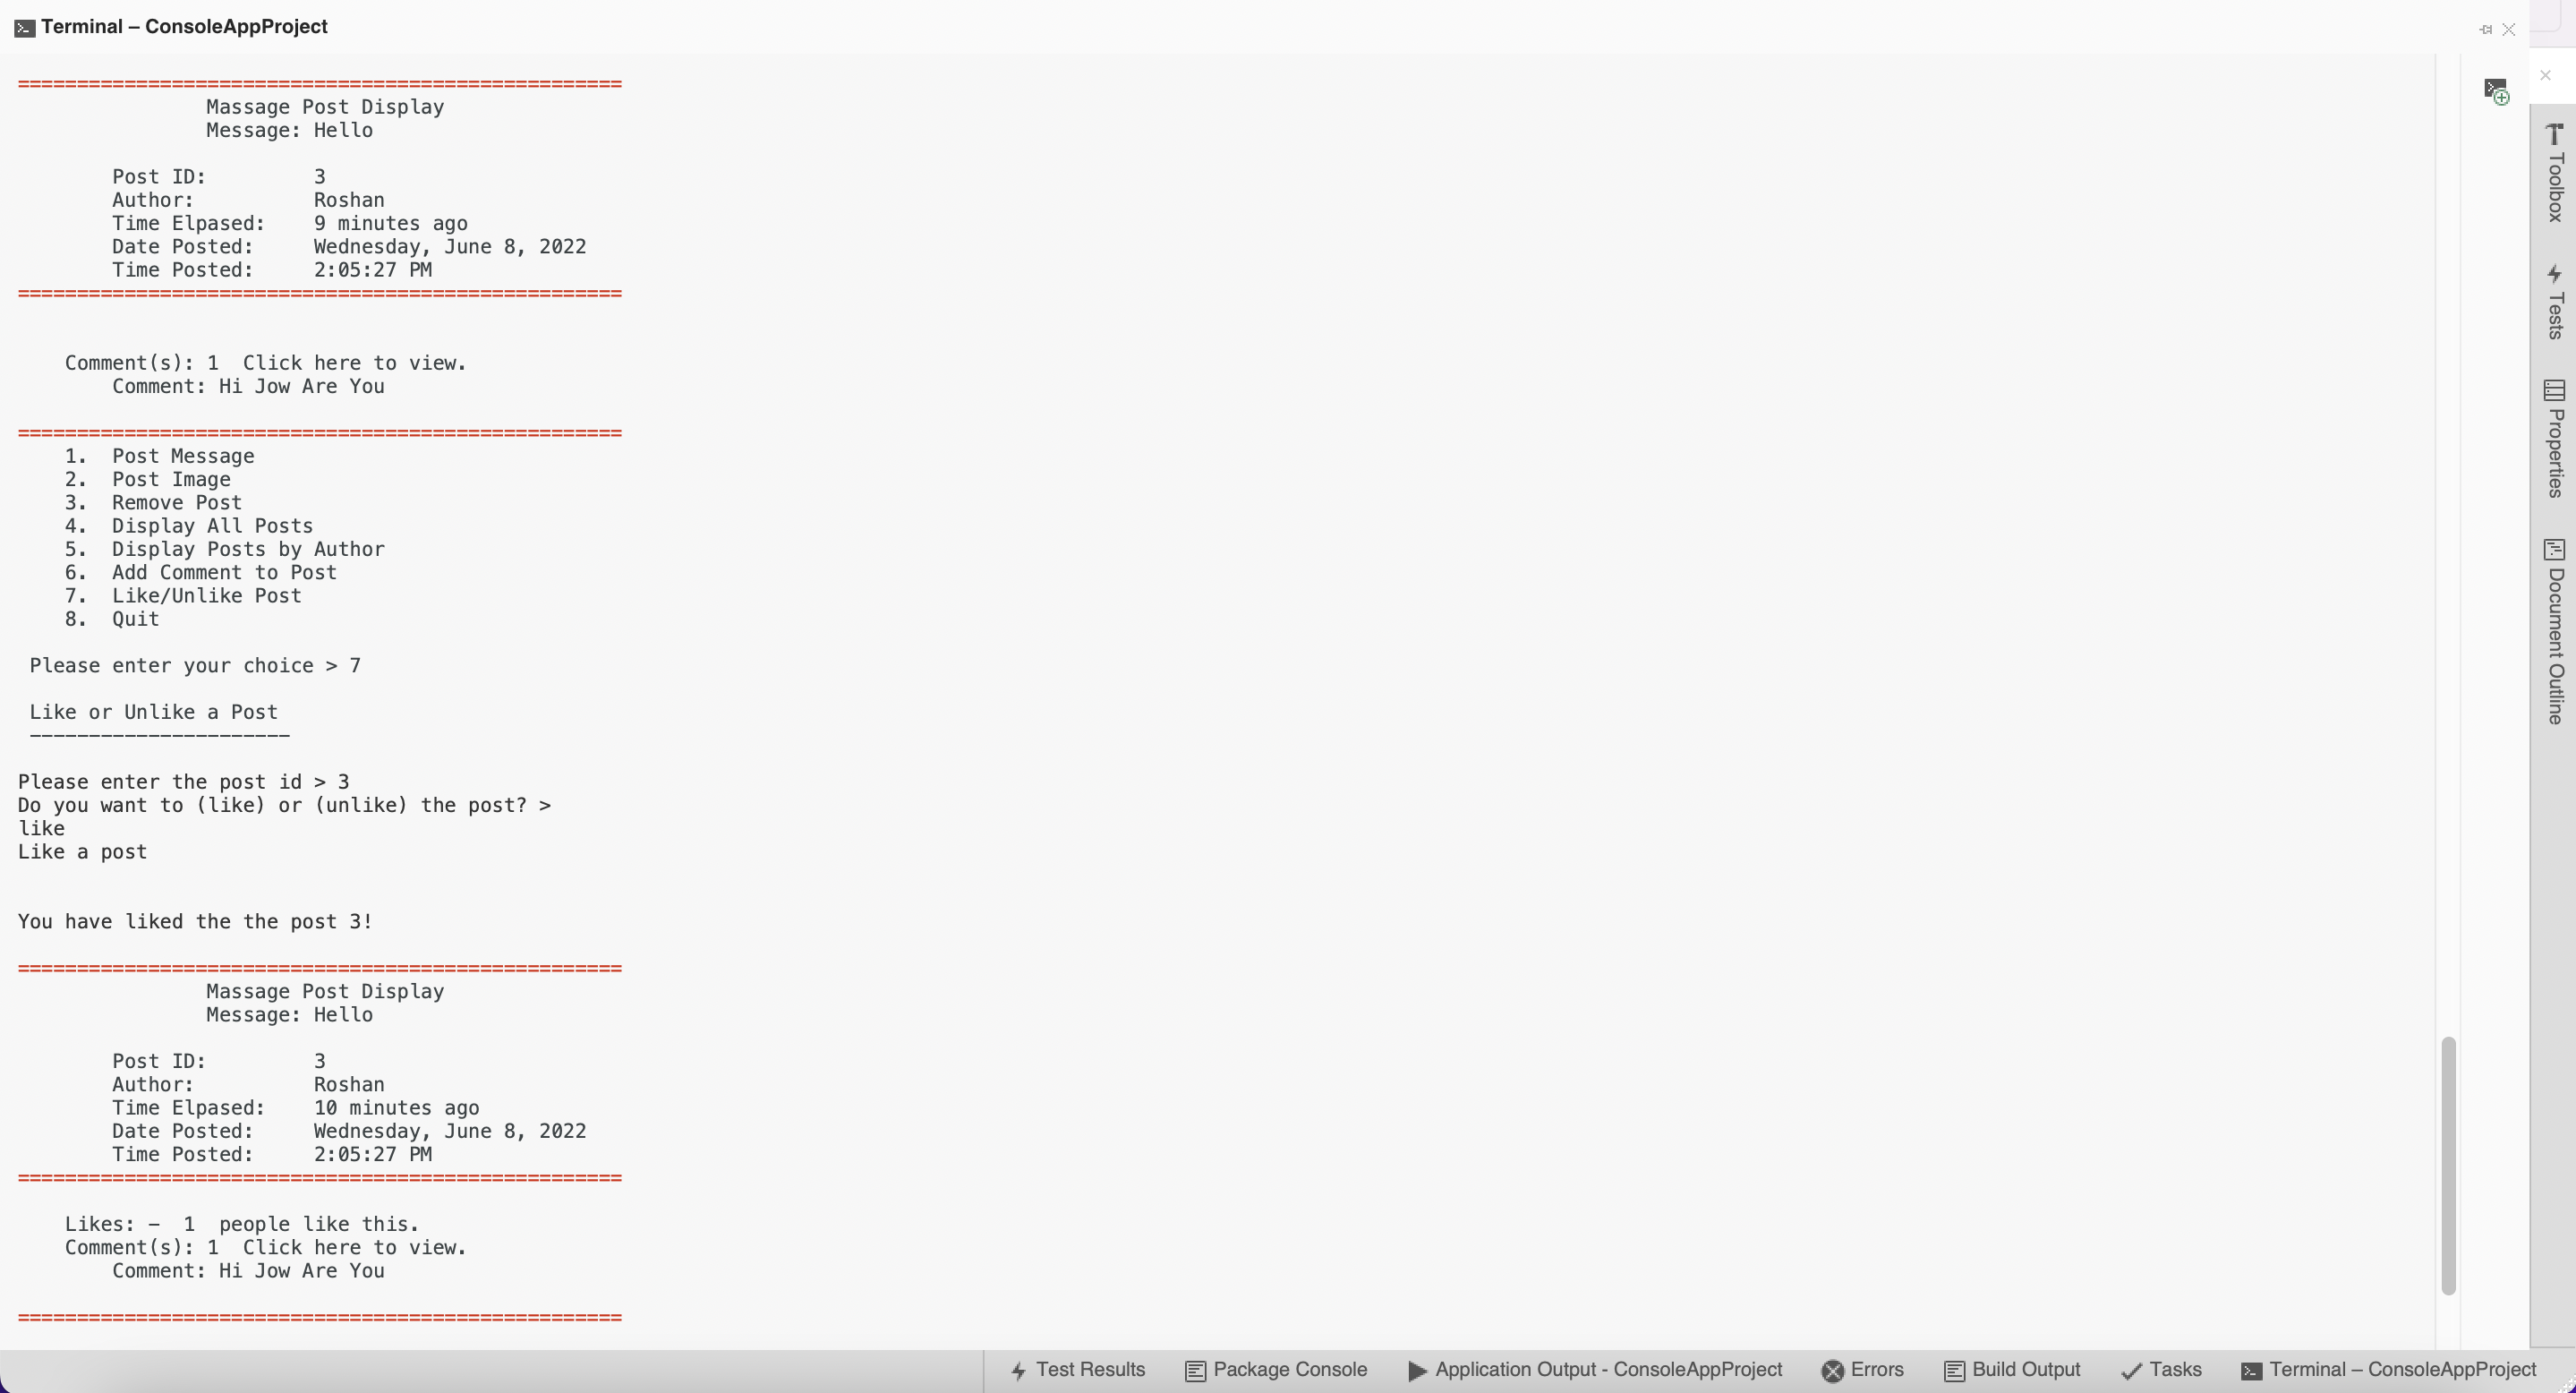 Terminal – ConsoleAppProject
===================================================
Massage Post Display
Message: Hello
Post ID: 3
Author: Roshan
Time Elpased: 9 minutes ago
Date Posted: Wednesday, June 8, 2022
Time Posted: 2:05:27 PM
===================================================
Comment(s): 1  Click here to view.
Comment: Hi Jow Are You
===================================================
1. Post Message
2. Post Image
3. Remove Post
4. Display All Posts
5. Display Posts by Author
6. Add Comment to Post
7. Like/Unlike Post
8. Quit
Please enter your choice > 7
Like or Unlike a Post
----------------------
Please enter the post id > 3
Do you want to (like) or (unlike) the post? >
like
Like a post
You have liked the the post 3!
===================================================
Massage Post Display
Message: Hello
Post ID: 3
Author: Roshan
Time Elpased: 10 minutes ago
Date Posted: Wednesday, June 8, 2022
Time Posted: 2:05:27 PM
===================================================
Likes: -  1  people like this.
Comment(s): 1  Click here to view.
Comment: Hi Jow Are You
===================================================
Toolbox
Tests
Properties
Document Outline
Test Results
Package Console
Application Output - ConsoleAppProject
Errors
Build Output
Tasks
Terminal – ConsoleAppProject